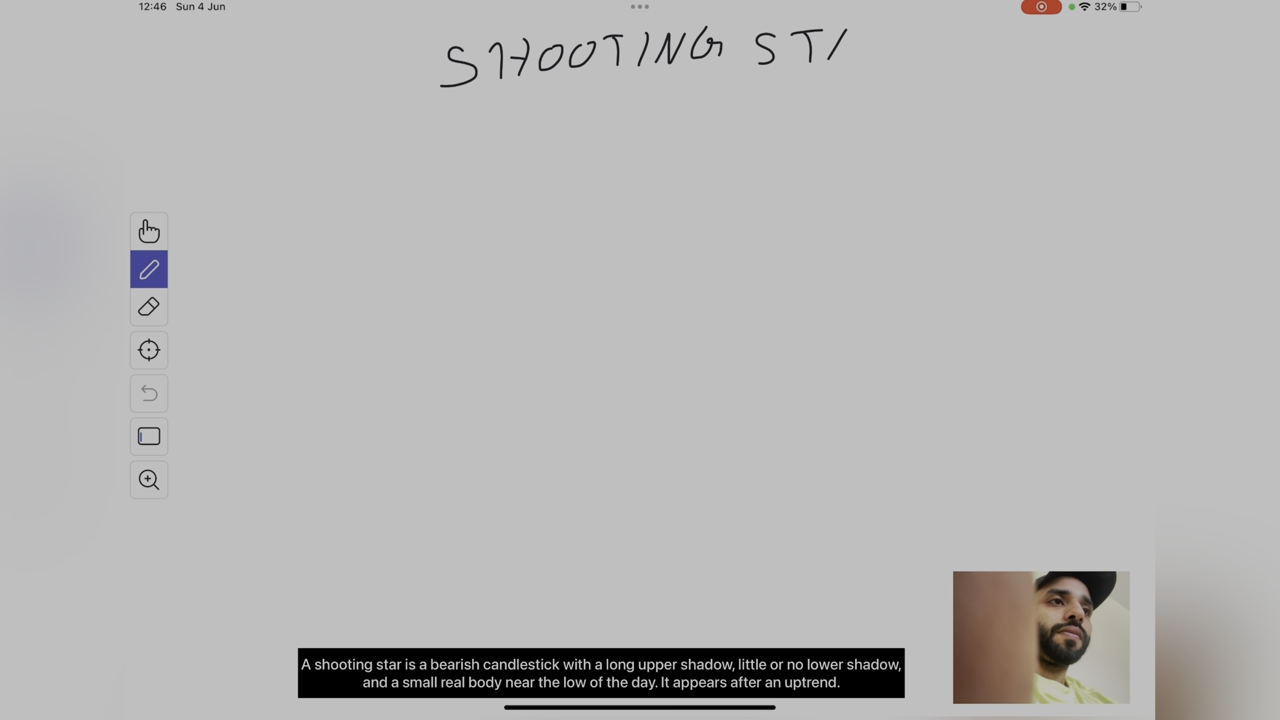 12:46 Sun 4 Jun 32%
SHOOTING ST
A shooting star is a bearish candlestick with a long upper shadow, little or no lower shadow,
and a small real body near the low of the day. It appears after an uptrend.